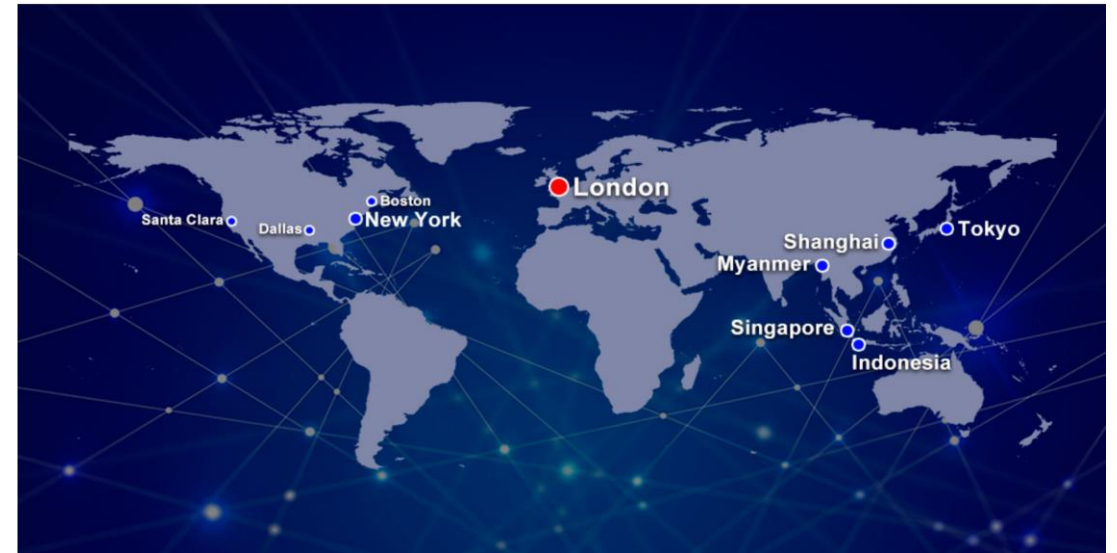 London
Boston
New York
Santa Clara
Dallas
Tokyo
Shanghai
Myanmer
Singapore
Indonesia